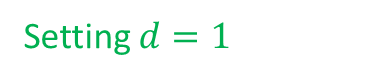 Setting d = 1